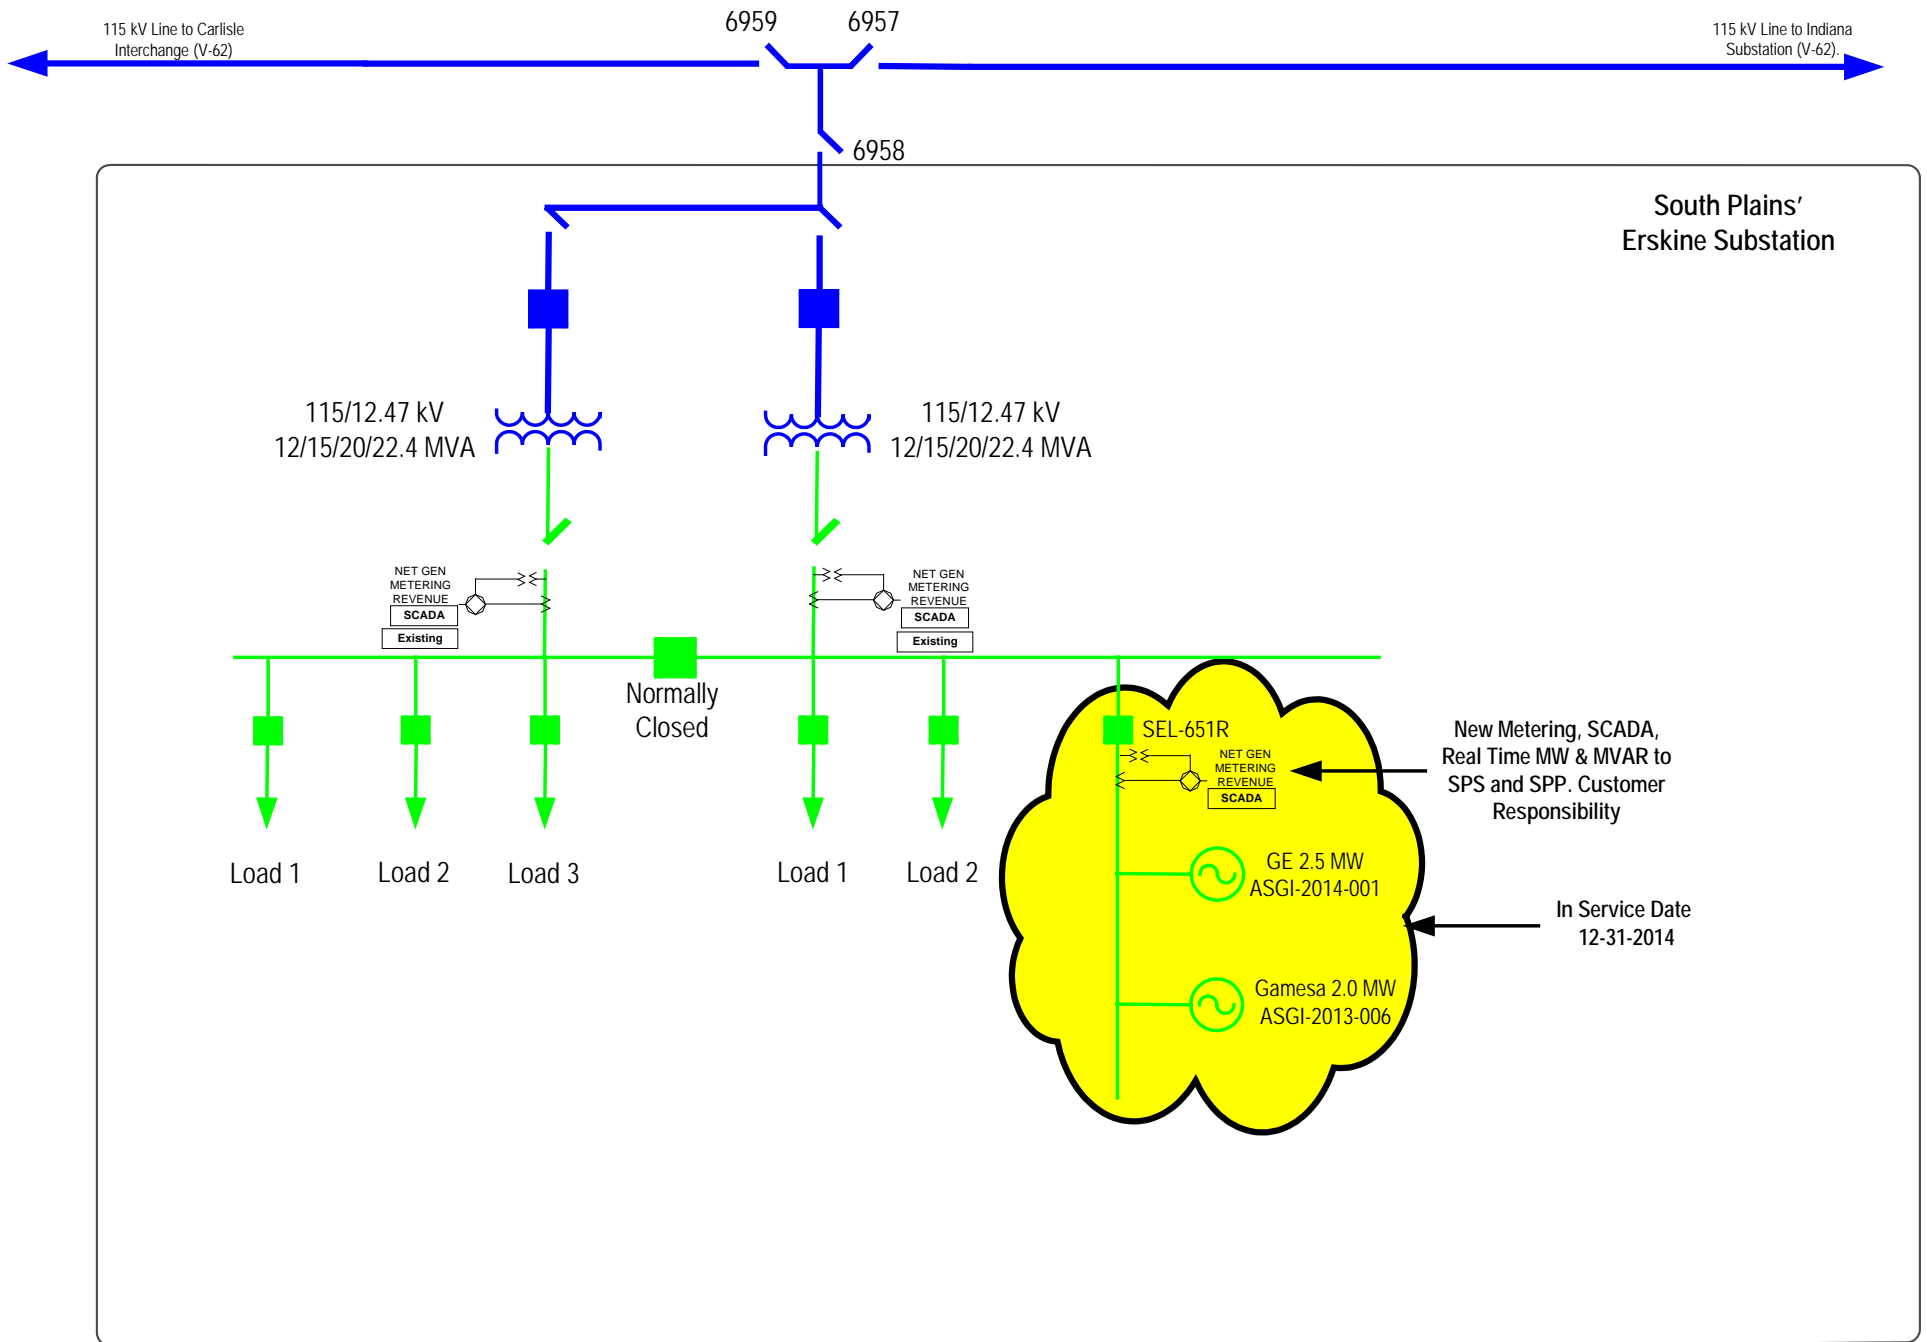 6959
6957
115 kV Line to Carlisle
Interchange (V-62)
115 kV Line to Indiana
Substation (V-62).
6958
South Plains'
Erskine Substation
115/12.47 kV
12/15/20/22.4 MVA
115/12.47 kV
12/15/20/22.4 MVA
NET GEN
METERING
REVENUE
SCADA
Existing
NET GEN
METERING
REVENUE
SCADA
Existing
Normally
Closed
SEL-651R
NET GEN
METERING
REVENUE
SCADA
New Metering, SCADA,
Real Time MW & MVAR to
SPS and SPP. Customer
Responsibility
Load 1
Load 2
Load 3
Load 1
Load 2
GE 2.5 MW
ASGI-2014-001
In Service Date
12-31-2014
Gamesa 2.0 MW
ASGI-2013-006